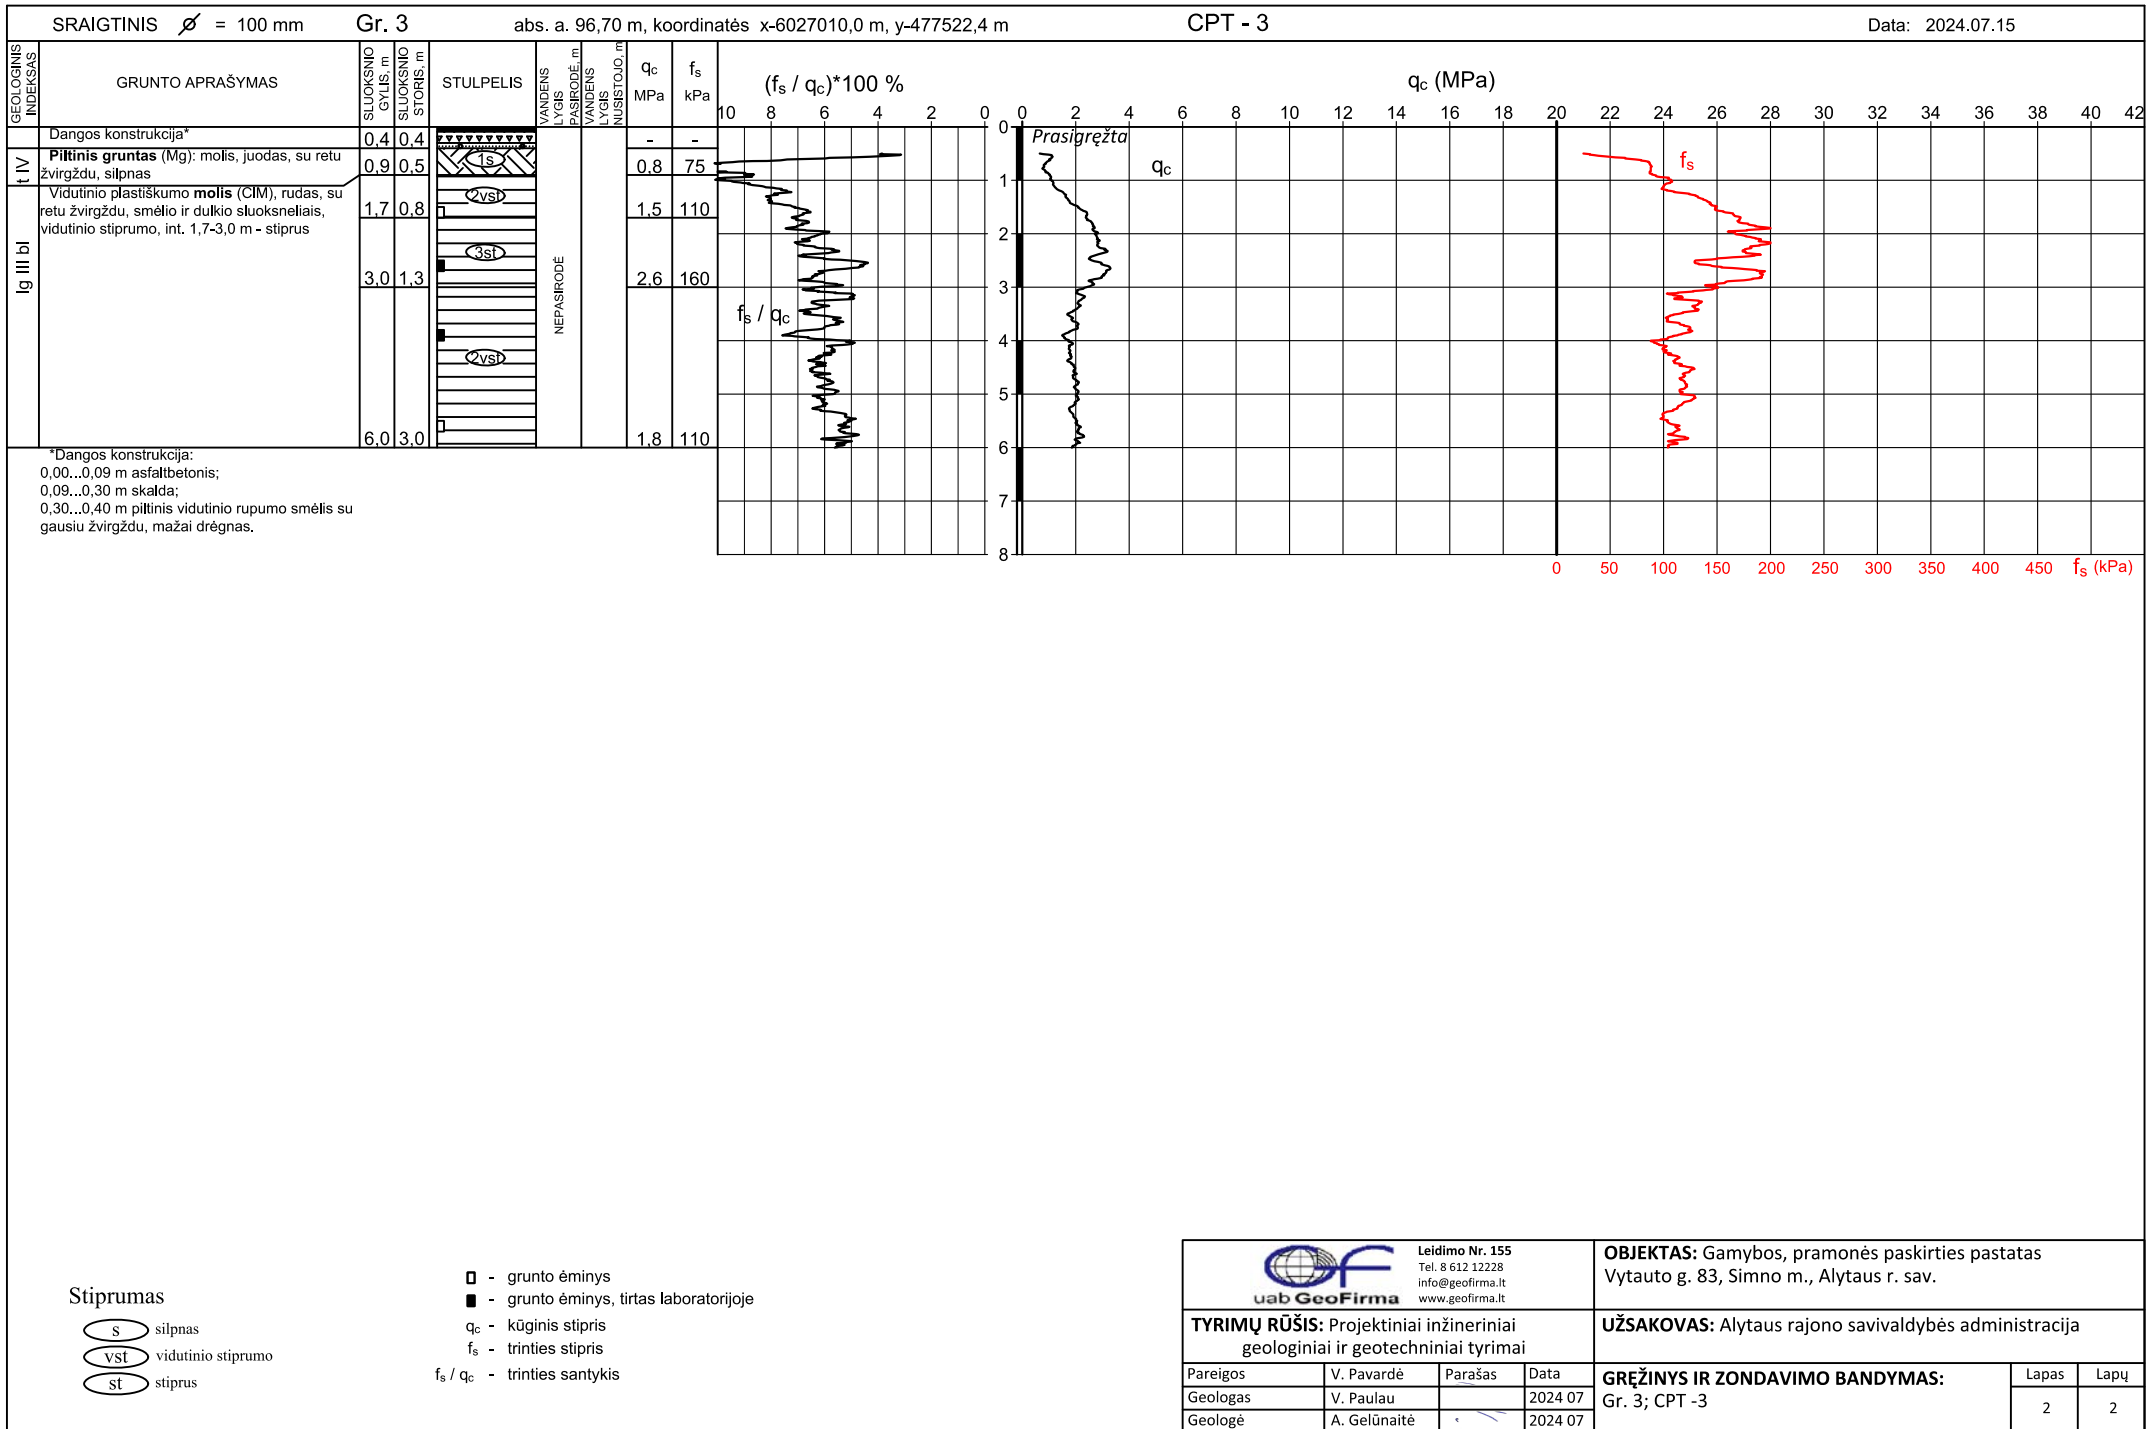 SRAIGTINIS ⌀ = 100 mm Gr. 3 abs. a. 96,70 m, koordinatės x-6027010,0 m, y-477522,4 m CPT - 3 Data: 2024.07.15
GEOLOGINIS INDEKSAS
GRUNTO APRAŠYMAS
SLUOKSNIO GYLIS, m
SLUOKSNIO STORIS, m
STULPELIS
VANDENS LYGIS PASIRODĖ, m
VANDENS LYGIS NUSISTOJO, m
qc MPa
fs kPa
(fs / qc)*100 %
qc (MPa)
10 8 6 4 2 0
0 2 4 6 8 10 12 14 16 18 20 22 24 26 24 26 28 30 32 34 36 38 40 42
Dangos konstrukcija* 0,4 0,4 - -
t IV
Piltinis gruntas (Mg): molis, juodas, su retu
žvirgždu, silpnas 0,9 0,5 1s 0,8 75
lg III bl
Vidutinio plastiškumo molis (CIM), rudas, su
retu žvirgždu, smėlio ir dulkio sluoksneliais,
vidutinio stiprumo, int. 1,7-3,0 m - stiprus
1,7 0,8 2vst 1,5 110
3,0 1,3 3st 2,6 160
6,0 3,0 2vst 1,8 110
NEPASIRODĖ
fs / qc
Prasigręžta
qc
fs
0
1
2
3
4
5
6
7
8
0 50 100 150 200 250 300 350 400 450 fs (kPa)
*Dangos konstrukcija:
0,00...0,09 m asfaltbetonis;
0,09...0,30 m skalda;
0,30...0,40 m piltinis vidutinio rupumo smėlis su
gausiu žvirgždu, mažai drėgnas.
Stiprumas
s silpnas
vst vidutinio stiprumo
st stiprus
- grunto ėminys
- grunto ėminys, tirtas laboratorijoje
qc - kūginis stipris
fs - trinties stipris
fs / qc - trinties santykis
uab GeoFirma
Leidimo Nr. 155
Tel. 8 612 12228
info@geofirma.lt
www.geofirma.lt
OBJEKTAS: Gamybos, pramonės paskirties pastatas
Vytauto g. 83, Simno m., Alytaus r. sav.
TYRIMŲ RŪŠIS: Projektiniai inžineriniai
geologiniai ir geotechniniai tyrimai
UŽSAKOVAS: Alytaus rajono savivaldybės administracija
Pareigos V. Pavardė Parašas Data
Geologas V. Paulau 2024 07
Geologė A. Gelūnaitė 2024 07
GRĘŽINYS IR ZONDAVIMO BANDYMAS:
Gr. 3; CPT -3
Lapas Lapų
2 2